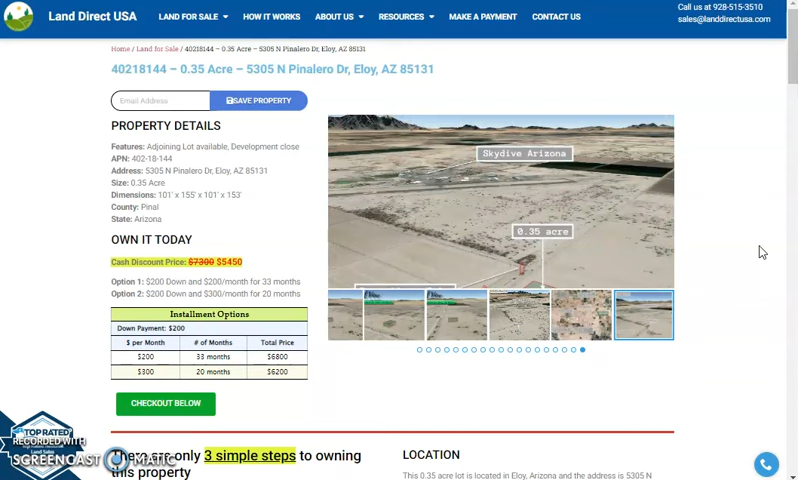 Land Direct USA
LAND FOR SALE
HOW IT WORKS
ABOUT US
RESOURCES
MAKE A PAYMENT
CONTACT US
Call us at 928-515-3510
sales@landdirectusa.com
Home / Land for Sale / 40218144 – 0.35 Acre – 5305 N Pinalero Dr, Eloy, AZ 85131
40218144 – 0.35 Acre – 5305 N Pinalero Dr, Eloy, AZ 85131
Email Address
SAVE PROPERTY
PROPERTY DETAILS
Features: Adjoining Lot available, Development close
APN: 402-18-144
Address: 5305 N Pinalero Dr, Eloy, AZ 85131
Size: 0.35 Acre
Dimensions: 101' x 155' x 101' x 153'
County: Pinal
State: Arizona
Skydive Arizona
0.35 acre
OWN IT TODAY
Cash Discount Price: $7300 $5450
Option 1: $200 Down and $200/month for 33 months
Option 2: $200 Down and $300/month for 20 months
Installment Options
Down Payment: $200
$ per Month # of Months Total Price
$200 33 months $6800
$300 20 months $6200
CHECKOUT BELOW
There are only 3 simple steps to owning
this property
LOCATION
This 0.35 acre lot is located in Eloy, Arizona and the address is 5305 N
TOP RATED
RECORDED WITH
Land Sales
SCREENCAST MATIC